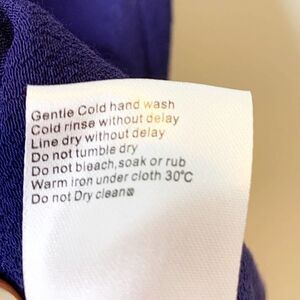 Gentle Cold hand wash
Cold rinse without delay
Line dry without delay
Do not tumble dry
Do not bleach,soak or rub
Warm iron under cloth 30℃
Do not Dry clean⊠